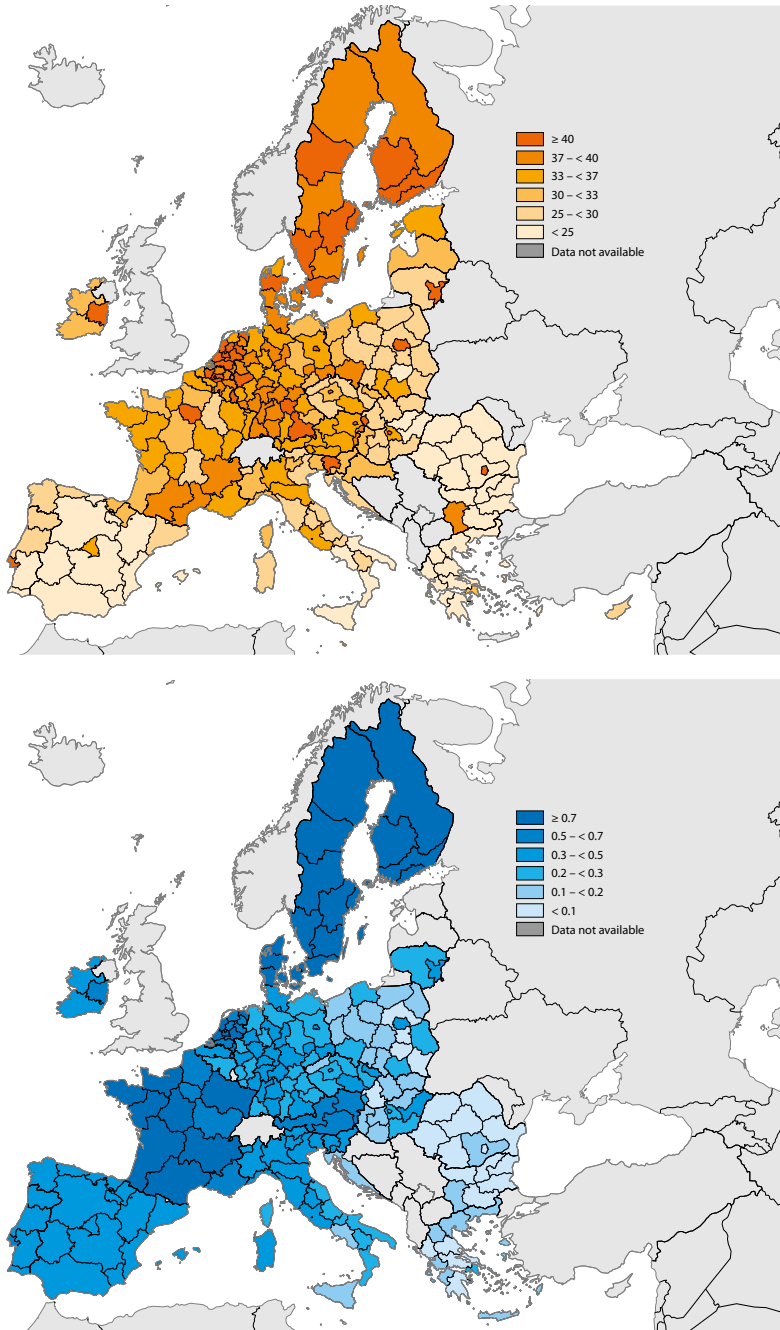 ≥ 40
37 – < 40
33 – < 37
30 – < 33
25 – < 30
< 25
Data not available
≥ 0.7
0.5 – < 0.7
0.3 – < 0.5
0.2 – < 0.3
0.1 – < 0.2
< 0.1
Data not available